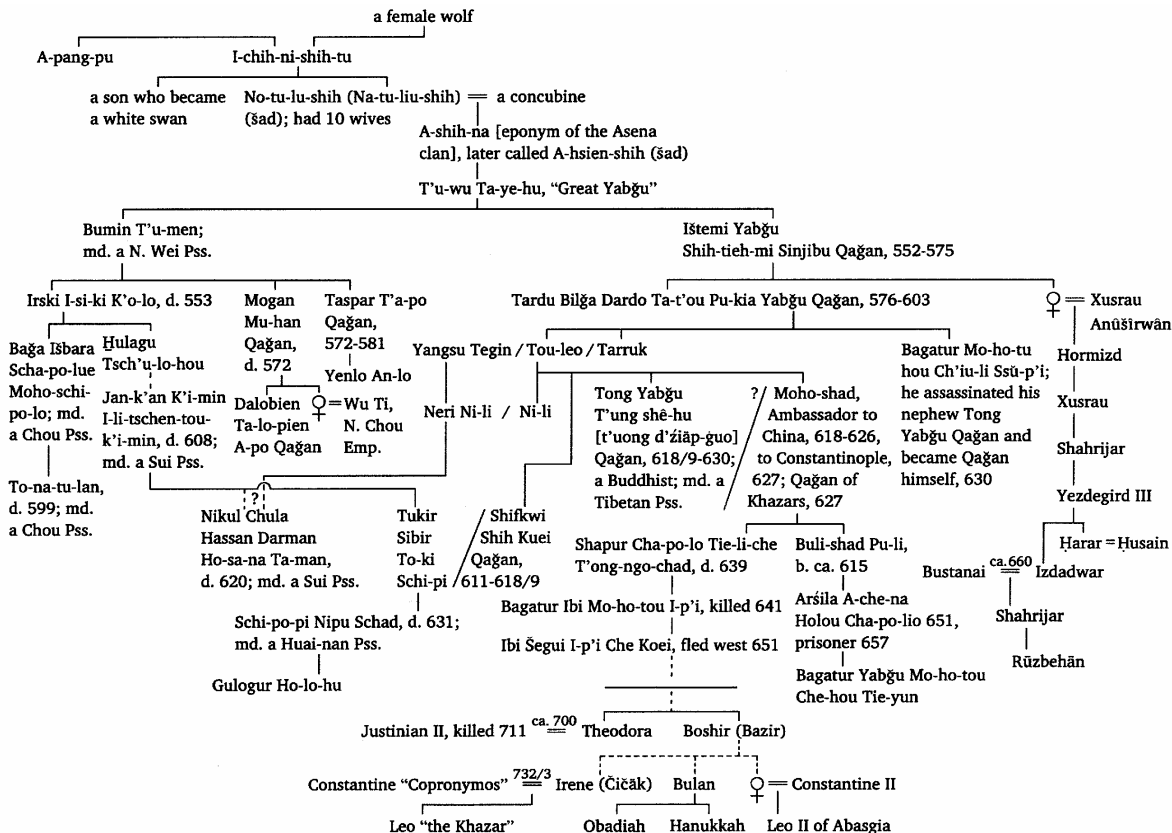 a female wolf
A-pang-pu
I-chih-ni-shih-tu
a son who became
a white swan
No-tu-lu-shih (Na-tu-liu-shih)
(šad); had 10 wives
= a concubine
A-shih-na [eponym of the Asena
clan], later called A-hsien-shih (šad)
T'u-wu Ta-ye-hu, “Great Yabğu”
Bumin T'u-men;
md. a N. Wei Pss.
Ištemi Yabğu
Shih-tieh-mi Sinjibu Qağan, 552-575
Irski I-si-ki K'o-lo, d. 553
Mogan
Mu-han
Qağan,
d. 572
Taspar T'a-po
Qağan,
572-581
Yenlo An-lo
Tardu Bilğa Dardo Ta-t'ou Pu-kia Yabğu Qağan, 576-603
♀ = Xusrau
Anûšîrwân
Bağa Išbara
Scha-po-lue
Moho-schi-
po-lo; md.
a Chou Pss.
Ḫulagu
Tsch'u-lo-hou
Jan-k'an K'i-min
I-li-tschen-tou-
k'i-min, d. 608;
md. a Sui Pss.
Dalobien
Ta-lo-pien
A-po Qağan
♀ = Wu Ti,
N. Chou
Emp.
Yangsu Tegin / Tou-leo / Tarruk
Neri Ni-li / Ni-li
Tong Yabğu
T'ung shê-hu
[t'uong d'źiäp-ġuo]
Qağan, 618/9-630;
a Buddhist; md. a
Tibetan Pss.
?
Moho-shad,
Ambassador to
China, 618-626,
to Constantinople,
627; Qağan of
Khazars, 627
Bagatur Mo-ho-tu
hou Ch'iu-li Ssŭ-p'i;
he assassinated his
nephew Tong
Yabğu Qağan and
became Qağan
himself, 630
Hormizd
Xusrau
Shahrijar
Yezdegird III
To-na-tu-lan,
d. 599; md.
a Chou Pss.
?
Nikul Chula
Hassan Darman
Ho-sa-na Ta-man,
d. 620; md. a Sui Pss.
Tukir
Sibir
To-ki
Schi-pi
Shifkwi
Shih Kuei
Qağan,
611-618/9
Shapur Cha-po-lo Tie-li-che
T'ong-ngo-chad, d. 639
Buli-shad Pu-li,
b. ca. 615
Ḥarar = Ḥusain
Bustanai ca. 660 = Izdadwar
Schi-po-pi Nipu Schad, d. 631;
md. a Huai-nan Pss.
Gulogur Ho-lo-hu
Bagatur Ibi Mo-ho-tou I-p'i, killed 641
Ibi Šegui I-p'i Che Koei, fled west 651
Arśila A-che-na
Holou Cha-po-lio 651,
prisoner 657
Bagatur Yabğu Mo-ho-tou
Che-hou Tie-yun
Shahrijar
Rūzbehān
Justinian II, killed 711 ca. 700 = Theodora
Boshir (Bazir)
Constantine “Copronymos” 732/3 = Irene (Čičäk)
Bulan
♀ = Constantine II
Leo “the Khazar”
Obadiah
Hanukkah
Leo II of Abasgia